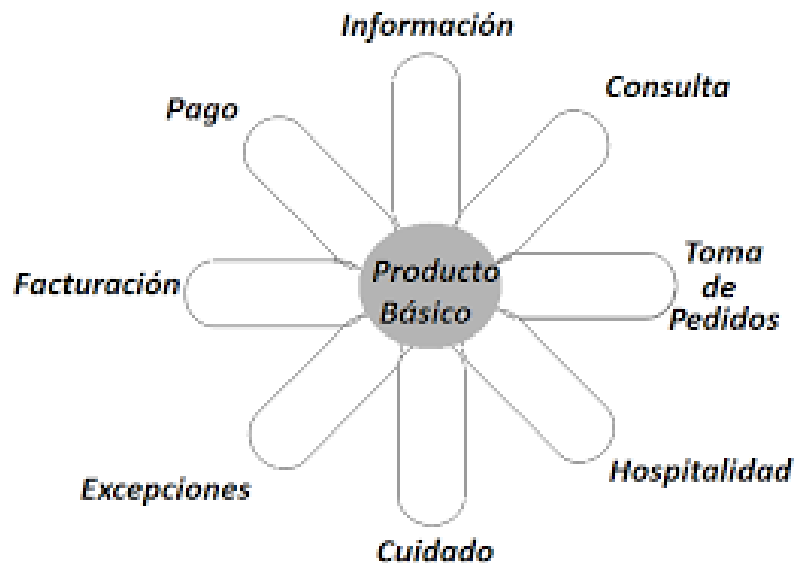 Información
Consulta
Pago
Toma
de
Pedidos
Producto
Básico
Facturación
Hospitalidad
Excepciones
Cuidado